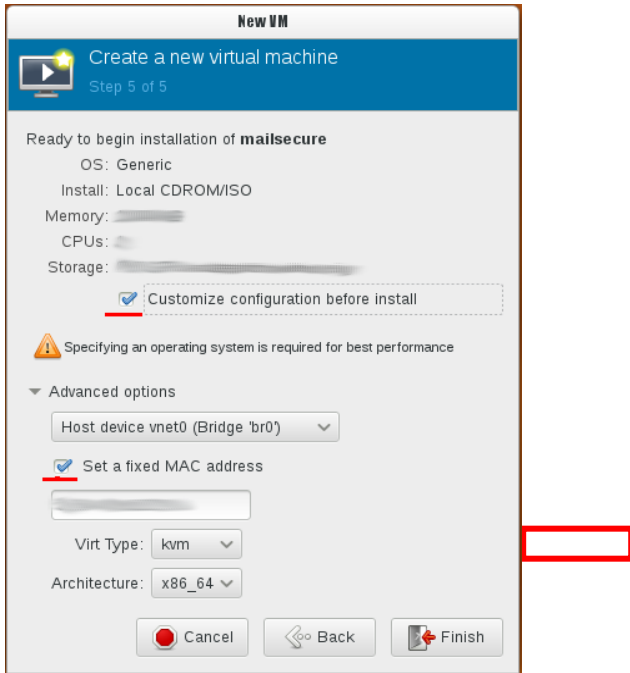 New VM
Create a new virtual machine
Step 5 of 5
Ready to begin installation of mailsecure
OS: Generic
Install: Local CDROM/ISO
Memory:
CPUs:
Storage:
Customize configuration before install
Specifying an operating system is required for best performance
Advanced options
Host device vnet0 (Bridge 'br0')
Set a fixed MAC address
Virt Type: kvm
Architecture: x86_64
Cancel Back Finish